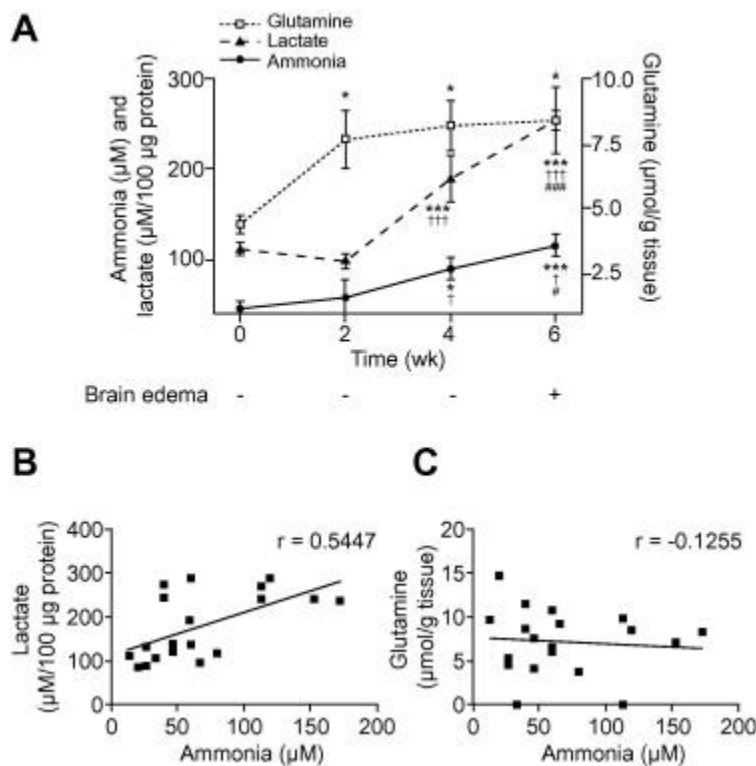 A
Glutamine
Lactate
Ammonia
Ammonia (µM) and
lactate (µM/100 µg protein)
300
200
100
10.0
7.5
5.0
2.5
Glutamine
(µmol/g tissue)
*
*
*
***
†††
***
†††
###
*
†
***
†
#
0
2
4
6
Time (wk)
Brain edema - - - +
B
r = 0.5447
Lactate
(µM/100 µg protein)
400
300
200
100
0
0 50 100 150 200
Ammonia (µM)
C
r = -0.1255
Glutamine
(µmol/g tissue)
20
15
10
5
0
0 50 100 150 200
Ammonia (µM)